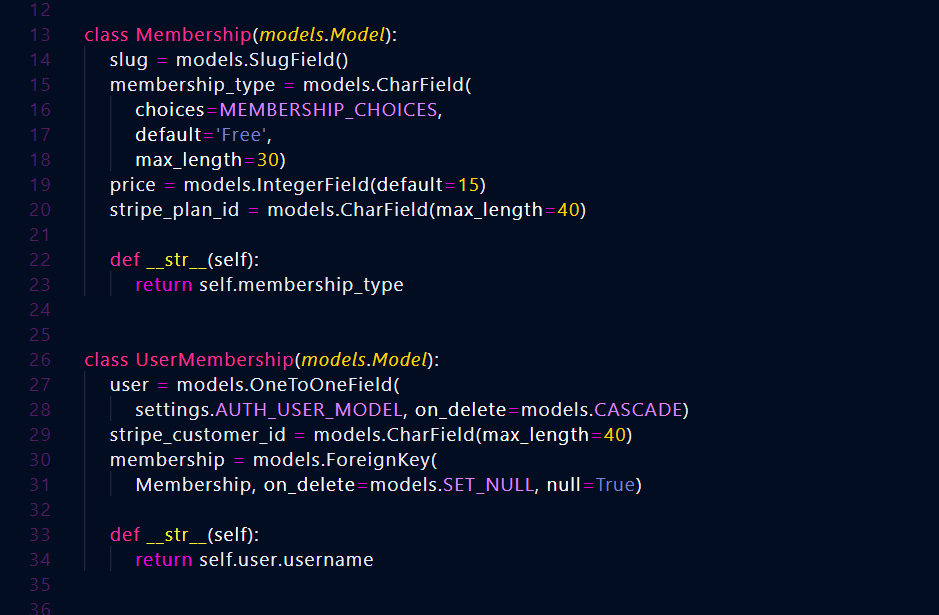 12
13 class Membership(models.Model):
14     slug = models.SlugField()
15     membership_type = models.CharField(
16         choices=MEMBERSHIP_CHOICES,
17         default='Free',
18         max_length=30)
19     price = models.IntegerField(default=15)
20     stripe_plan_id = models.CharField(max_length=40)
21
22     def __str__(self):
23         return self.membership_type
24
25
26 class UserMembership(models.Model):
27     user = models.OneToOneField(
28         settings.AUTH_USER_MODEL, on_delete=models.CASCADE)
29     stripe_customer_id = models.CharField(max_length=40)
30     membership = models.ForeignKey(
31         Membership, on_delete=models.SET_NULL, null=True)
32
33     def __str__(self):
34         return self.user.username
35
36